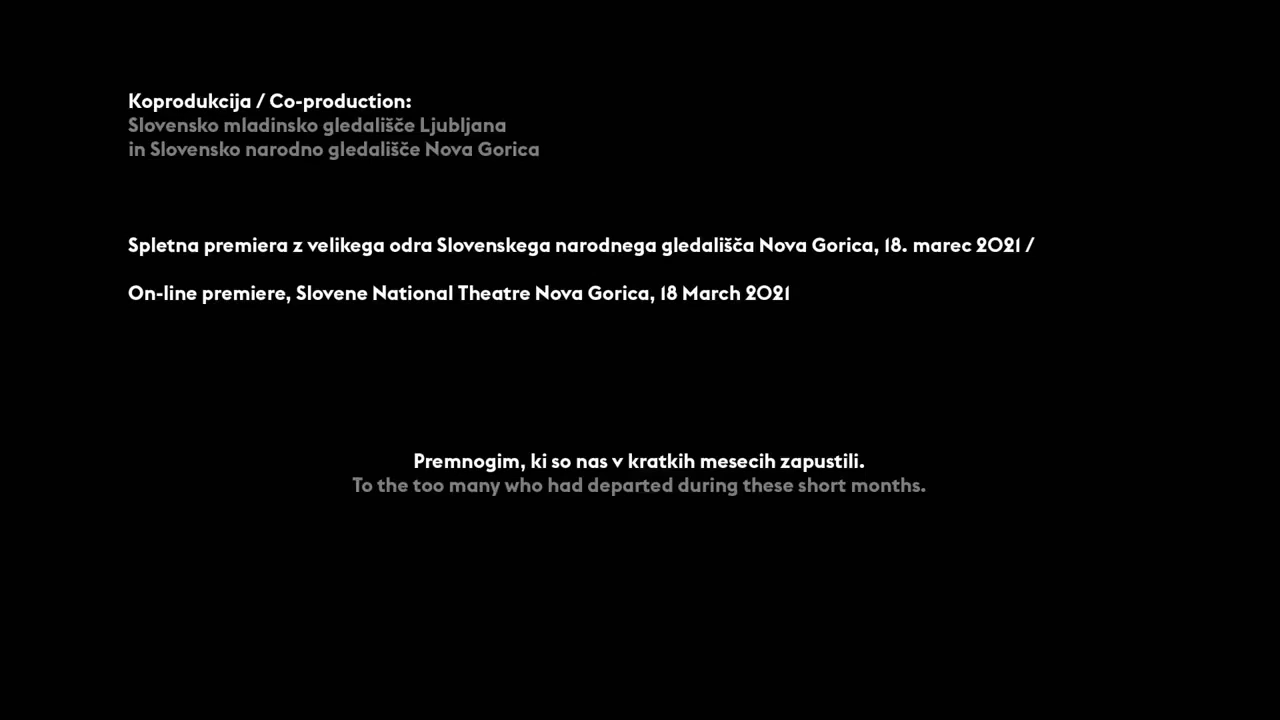 Koprodukcija / Co-production:
Slovensko mladinsko gledališče Ljubljana
in Slovensko narodno gledališče Nova Gorica
Spletna premiera z velikega odra Slovenskega narodnega gledališča Nova Gorica, 18. marec 2021 /
On-line premiere, Slovene National Theatre Nova Gorica, 18 March 2021
Premnogim, ki so nas v kratkih mesecih zapustili.
To the too many who had departed during these short months.